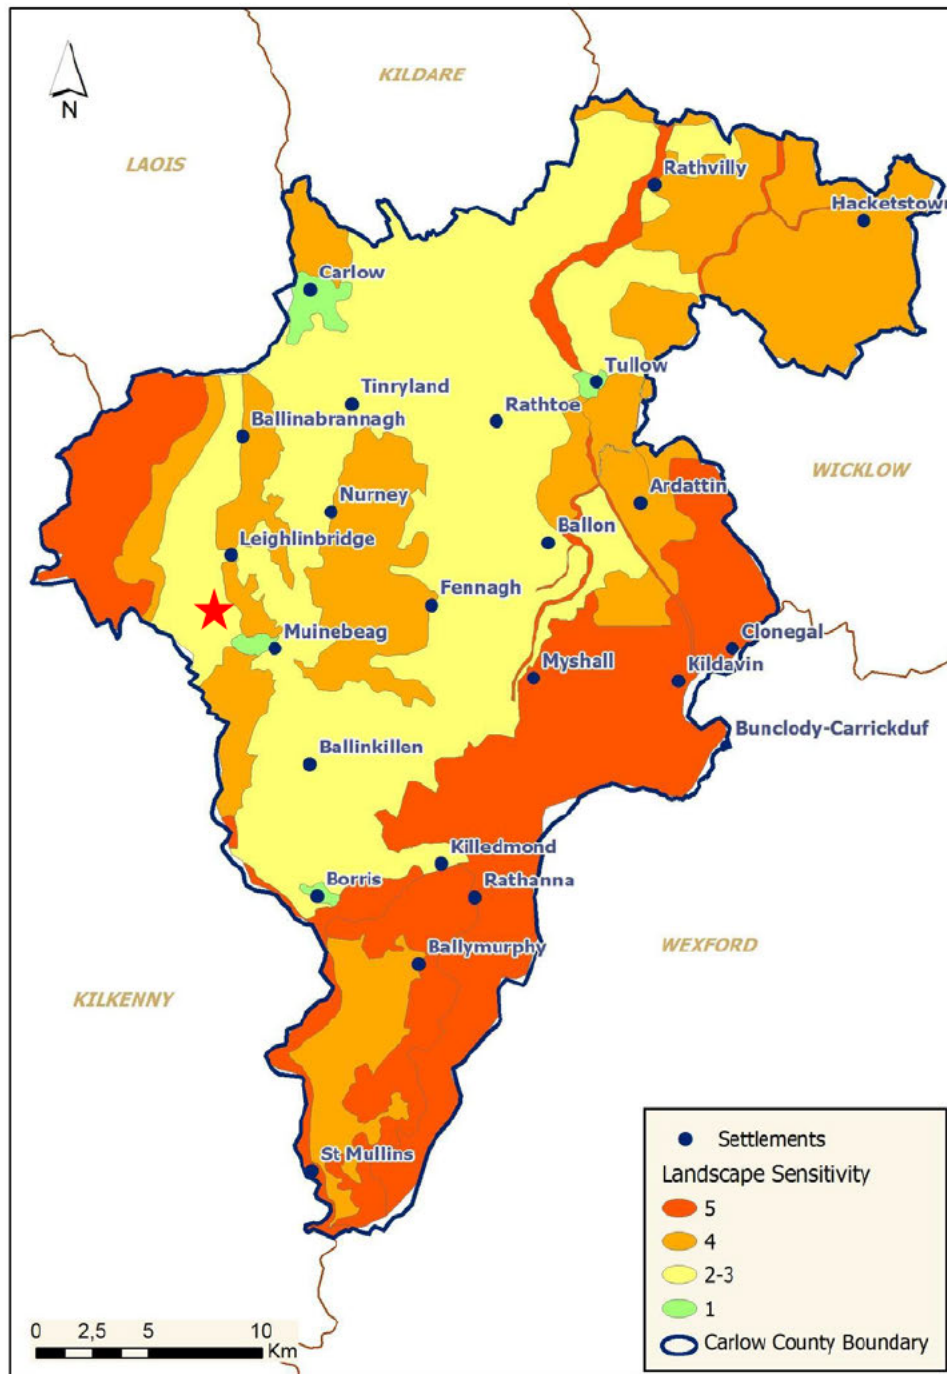 KILDARE
N
LAOIS
Rathvilly
Hacketstown
Carlow
Tullow
Tinryland
Rathtoe
Ballinabrannagh
WICKLOW
Nurney
Ardattin
Leighlinbridge
Ballon
Fennagh
Muinebeag
Clonegal
Myshall
Kildavin
Bunclody-Carrickduf
Ballinkillen
Killedmond
Borris
Rathanna
WEXFORD
Ballymurphy
KILKENNY
St Mullins
Settlements
Landscape Sensitivity
5
4
2-3
1
Carlow County Boundary
0 2,5 5 10
Km